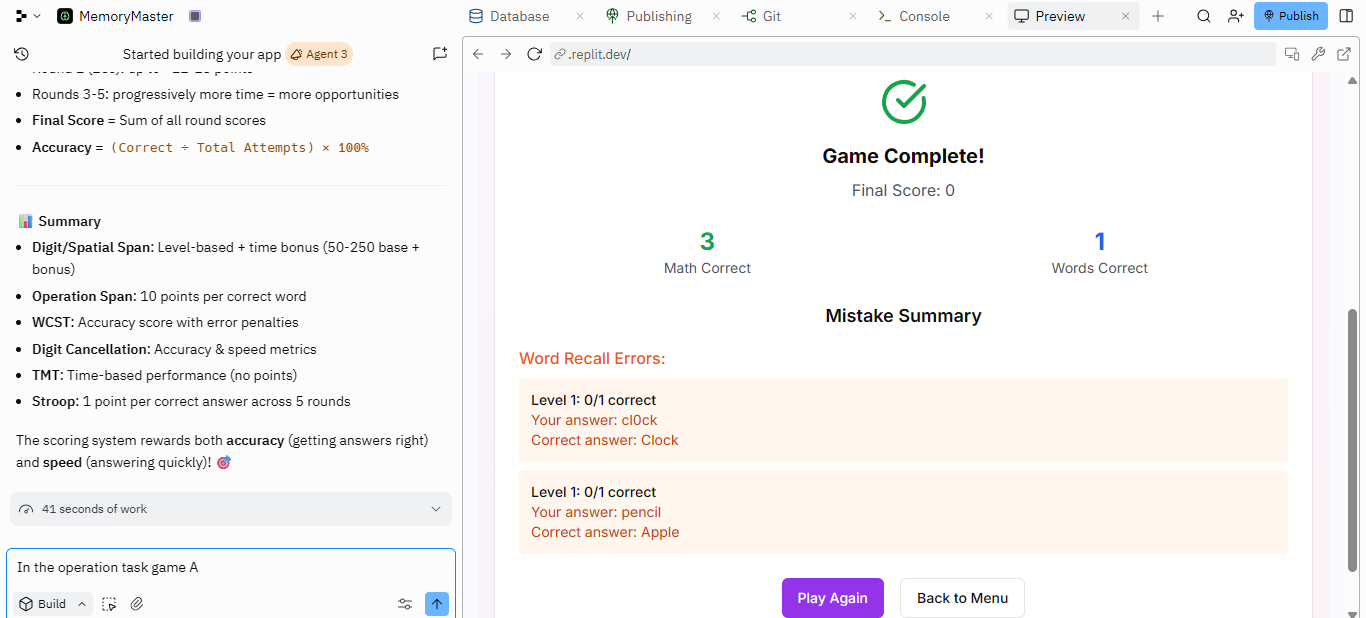 MemoryMaster
Database
Publishing
Git
Console
Preview
Publish
Started building your app
Agent 3
.replit.dev/
Rounds 3-5: progressively more time = more opportunities
Final Score = Sum of all round scores
Accuracy = (Correct ÷ Total Attempts) × 100%
📊 Summary
Digit/Spatial Span: Level-based + time bonus (50-250 base +
bonus)
Operation Span: 10 points per correct word
WCST: Accuracy score with error penalties
Digit Cancellation: Accuracy & speed metrics
TMT: Time-based performance (no points)
Stroop: 1 point per correct answer across 5 rounds
The scoring system rewards both accuracy (getting answers right)
and speed (answering quickly)! 🎯
41 seconds of work
In the operation task game A
Build
Game Complete!
Final Score: 0
3
Math Correct
1
Words Correct
Mistake Summary
Word Recall Errors:
Level 1: 0/1 correct
Your answer: cl0ck
Correct answer: Clock
Level 1: 0/1 correct
Your answer: pencil
Correct answer: Apple
Play Again
Back to Menu